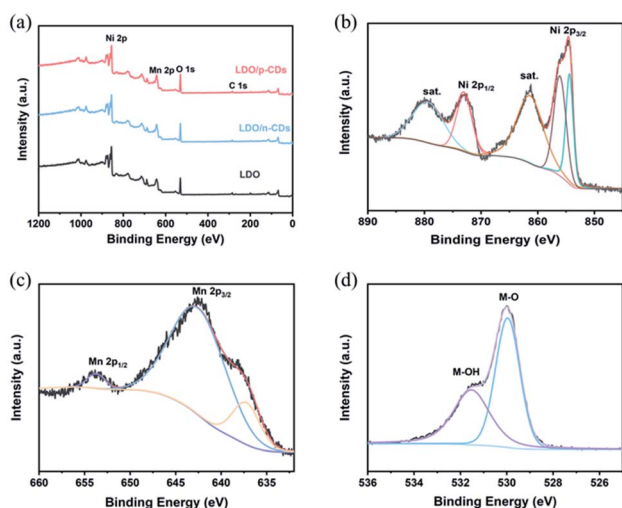 (a)
Ni 2p
Mn 2p
O 1s
C 1s
LDO/p-CDs
LDO/n-CDs
LDO
Intensity (a.u.)
1200 1000 800 600 400 200 0
Binding Energy (eV)
(b)
Ni 2p3/2
sat.
Ni 2p1/2
sat.
Intensity (a.u.)
890 880 870 860 850
Binding Energy (eV)
(c)
Mn 2p3/2
Mn 2p1/2
Intensity (a.u.)
660 655 650 645 640 635
Binding Energy (eV)
(d)
M-O
M-OH
Intensity (a.u.)
536 534 532 530 528 526
Binding Energy (eV)